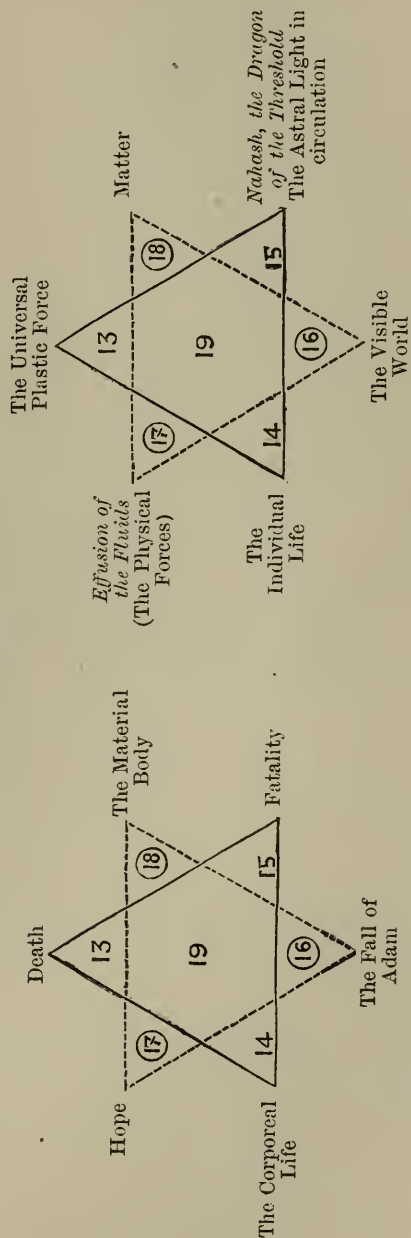 Death
Hope
The Material
Body
13
17
18
19
14
15
16
The Corporeal
Life
Fatality
The Fall of
Adam
The Universal
Plastic Force
Effusion of
the Fluids
(The Physical
Forces)
Matter
13
17
18
19
14
15
16
The
Individual
Life
Nahash, the Dragon
of the Threshold
The Astral Light in
circulation
The Visible
World